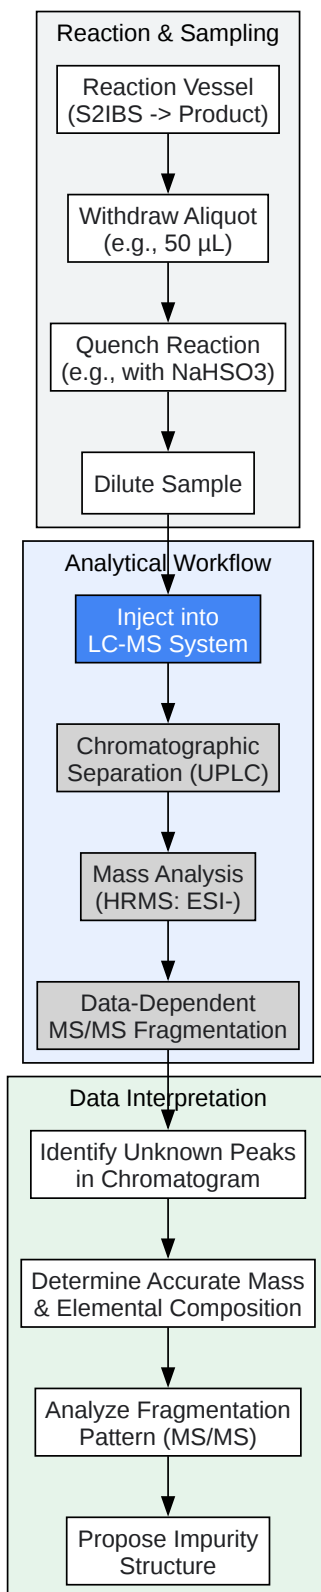 Reaction & Sampling
Reaction Vessel
(S2IBS -> Product)
Withdraw Aliquot
(e.g., 50 µL)
Quench Reaction
(e.g., with NaHSO3)
Dilute Sample
Analytical Workflow
Inject into
LC-MS System
Chromatographic
Separation (UPLC)
Mass Analysis
(HRMS: ESI-)
Data-Dependent
MS/MS Fragmentation
Data Interpretation
Identify Unknown Peaks
in Chromatogram
Determine Accurate Mass
& Elemental Composition
Analyze Fragmentation
Pattern (MS/MS)
Propose Impurity
Structure